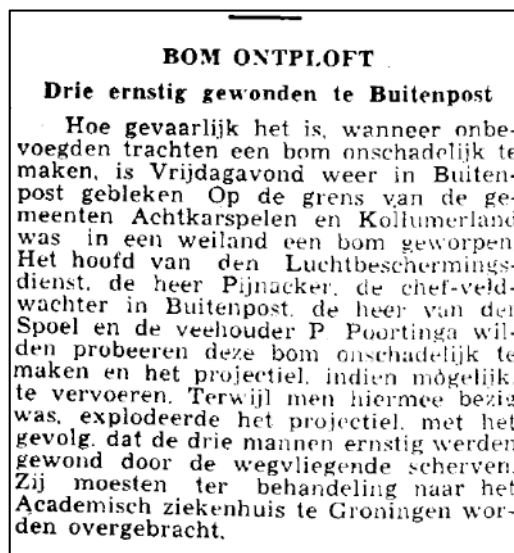 BOM ONTPLOFT
Drie ernstig gewonden te Buitenpost
Hoe gevaarlijk het is, wanneer onbe-
voegden trachten een bom onschadelijk te
maken, is Vrijdagavond weer in Buiten-
post gebleken Op de grens van de ge-
meenten Achtkarspelen en Kollumerland
was in een weiland een bom geworpen.
Het hoofd van den Luchtbeschermings-
dienst, de heer Pijnacker, de chef-veld-
wachter in Buitenpost, de heer van der
Spoel en de veehouder P. Poortinga wil-
den probeeren deze bom onschadelijk te
maken en het projectiel, indien mógelijk,
te vervoeren. Terwijl men hiermee bezig
was, explodeerde het projectiel, met het
gevolg, dat de drie mannen ernstig werden
gewond door de wegvliegende scherven.
Zij moesten ter behandeling naar het
Academisch ziekenhuis te Groningen wor-
den overgebracht.